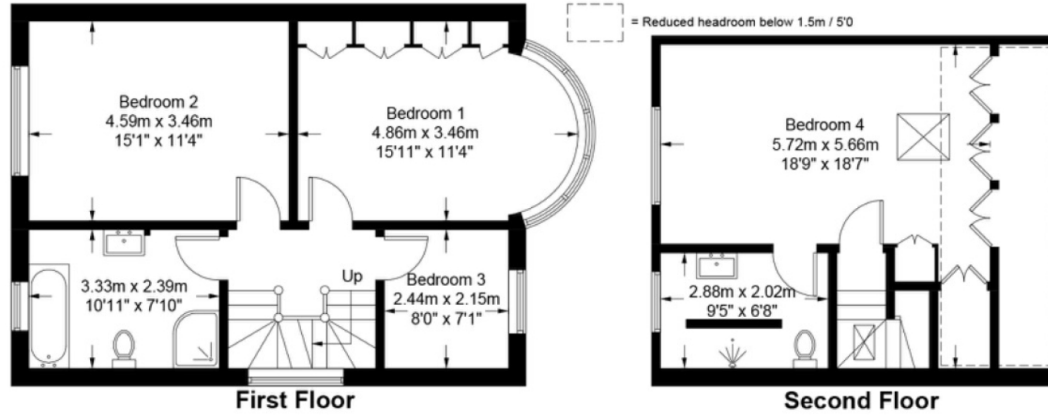 = Reduced headroom below 1.5m / 5'0
Bedroom 2
4.59m x 3.46m
15'1" x 11'4"
Bedroom 1
4.86m x 3.46m
15'11" x 11'4"
Bedroom 4
5.72m x 5.66m
18'9" x 18'7"
3.33m x 2.39m
10'11" x 7'10"
Up
Bedroom 3
2.44m x 2.15m
8'0" x 7'1"
2.88m x 2.02m
9'5" x 6'8"
First Floor
Second Floor